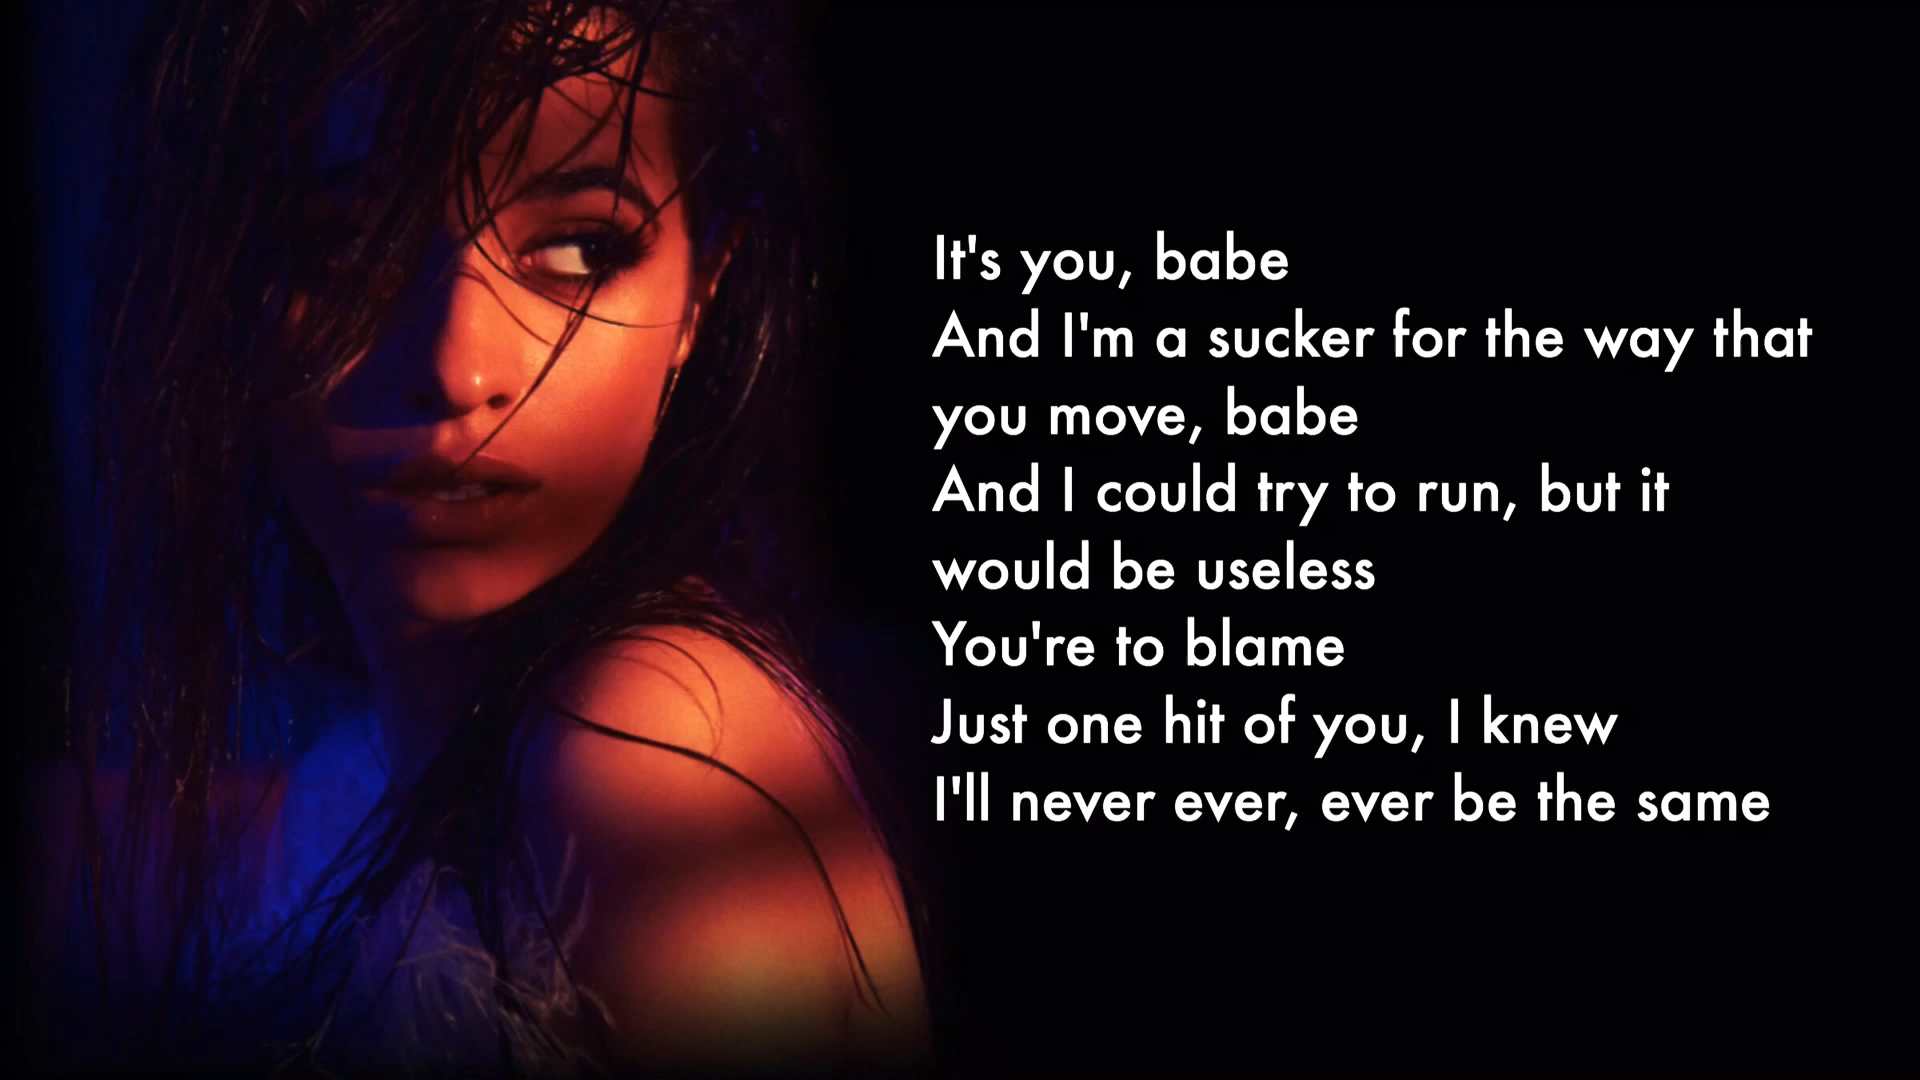 It's you, babe
And I'm a sucker for the way that
you move, babe
And I could try to run, but it
would be useless
You're to blame
Just one hit of you, I knew
I'll never ever, ever be the same